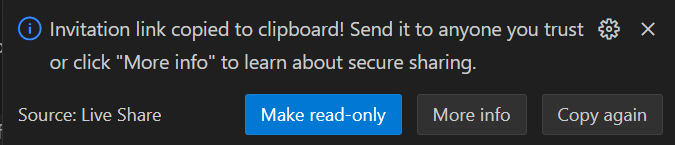 Invitation link copied to clipboard! Send it to anyone you trust
or click "More info" to learn about secure sharing.
Source: Live Share
Make read-only
More info
Copy again